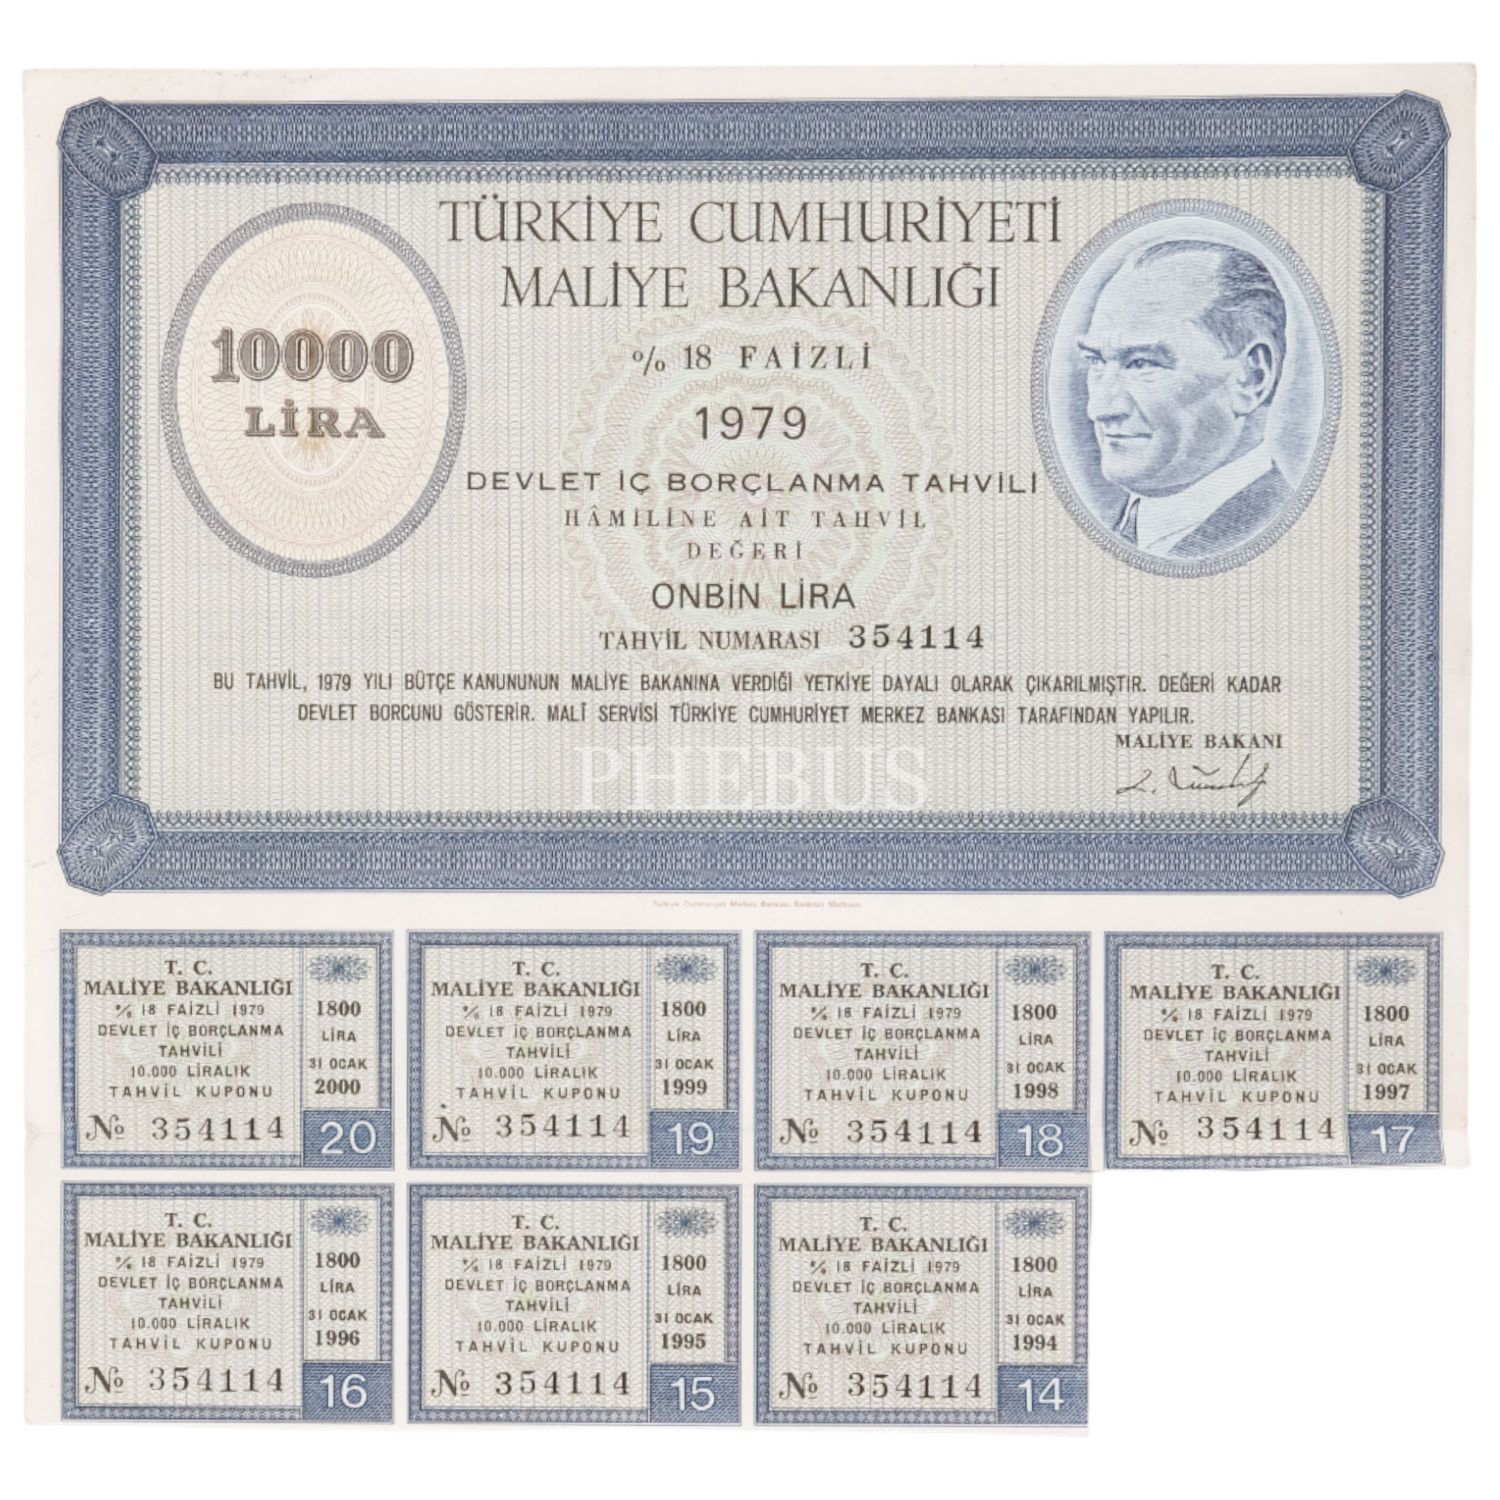 TÜRKİYE CUMHURİYETİ
MALİYE BAKANLIĞI
10000
LİRA
% 18 FAİZLİ
1979
DEVLET İÇ BORÇLANMA TAHVİLİ
HÂMİLİNE AİT TAHVİL
DEĞERİ
ONBİN LİRA
TAHVİL NUMARASI 354114
BU TAHVİL, 1979 YILI BÜTÇE KANUNUNUN MALİYE BAKANINA VERDİĞİ YETKİYE DAYALI OLARAK ÇIKARILMIŞTIR. DEĞERİ KADAR
DEVLET BORCUNU GÖSTERİR. MALÎ SERVİSİ TÜRKİYE CUMHURİYET MERKEZ BANKASI TARAFINDAN YAPILIR.
MALİYE BAKANI
PHEBUS
Türkiye Cumhuriyet Merkez Bankası Banknot Matbaası
T. C.
MALİYE BAKANLIĞI
% 18 FAİZLİ 1979
DEVLET İÇ BORÇLANMA
TAHVİLİ
10.000 LİRALIK
TAHVİL KUPONU
№ 354114
1800
LİRA
31 OCAK
2000
20
T. C.
MALİYE BAKANLIĞI
% 18 FAİZLİ 1979
DEVLET İÇ BORÇLANMA
TAHVİLİ
10.000 LİRALIK
TAHVİL KUPONU
№ 354114
1800
LİRA
31 OCAK
1999
19
T. C.
MALİYE BAKANLIĞI
% 18 FAİZLİ 1979
DEVLET İÇ BORÇLANMA
TAHVİLİ
10.000 LİRALIK
TAHVİL KUPONU
№ 354114
1800
LİRA
31 OCAK
1998
18
T. C.
MALİYE BAKANLIĞI
% 18 FAİZLİ 1979
DEVLET İÇ BORÇLANMA
TAHVİLİ
10.000 LİRALIK
TAHVİL KUPONU
№ 354114
1800
LİRA
31 OCAK
1997
17
T. C.
MALİYE BAKANLIĞI
% 18 FAİZLİ 1979
DEVLET İÇ BORÇLANMA
TAHVİLİ
10.000 LİRALIK
TAHVİL KUPONU
№ 354114
1800
LİRA
31 OCAK
1996
16
T. C.
MALİYE BAKANLIĞI
% 18 FAİZLİ 1979
DEVLET İÇ BORÇLANMA
TAHVİLİ
10.000 LİRALIK
TAHVİL KUPONU
№ 354114
1800
LİRA
31 OCAK
1995
15
T. C.
MALİYE BAKANLIĞI
% 18 FAİZLİ 1979
DEVLET İÇ BORÇLANMA
TAHVİLİ
10.000 LİRALIK
TAHVİL KUPONU
№ 354114
1800
LİRA
31 OCAK
1994
14